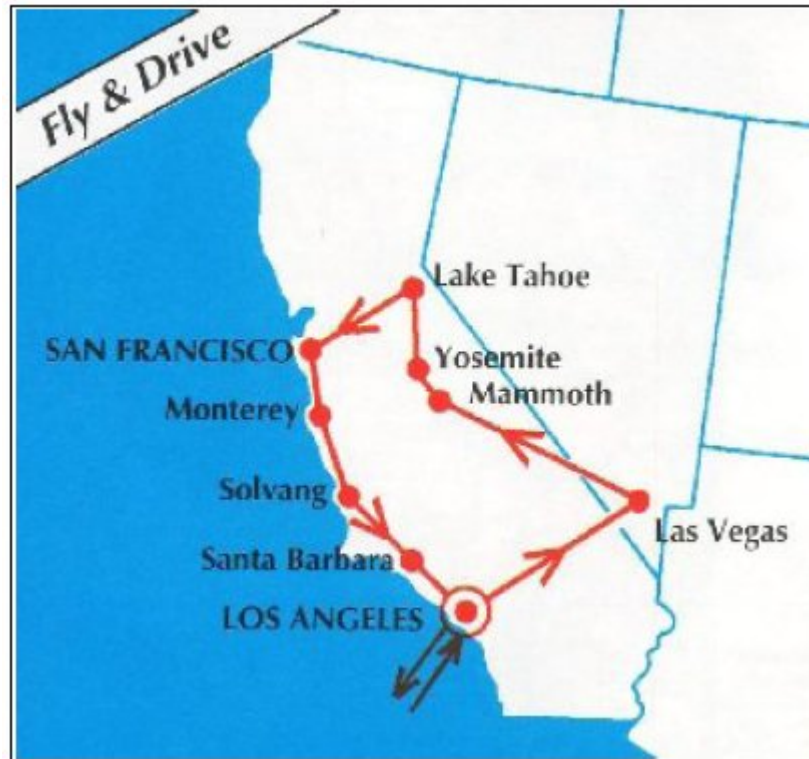 Fly & Drive
Lake Tahoe
SAN FRANCISCO
Yosemite
Mammoth
Monterey
Solvang
Las Vegas
Santa Barbara
LOS ANGELES